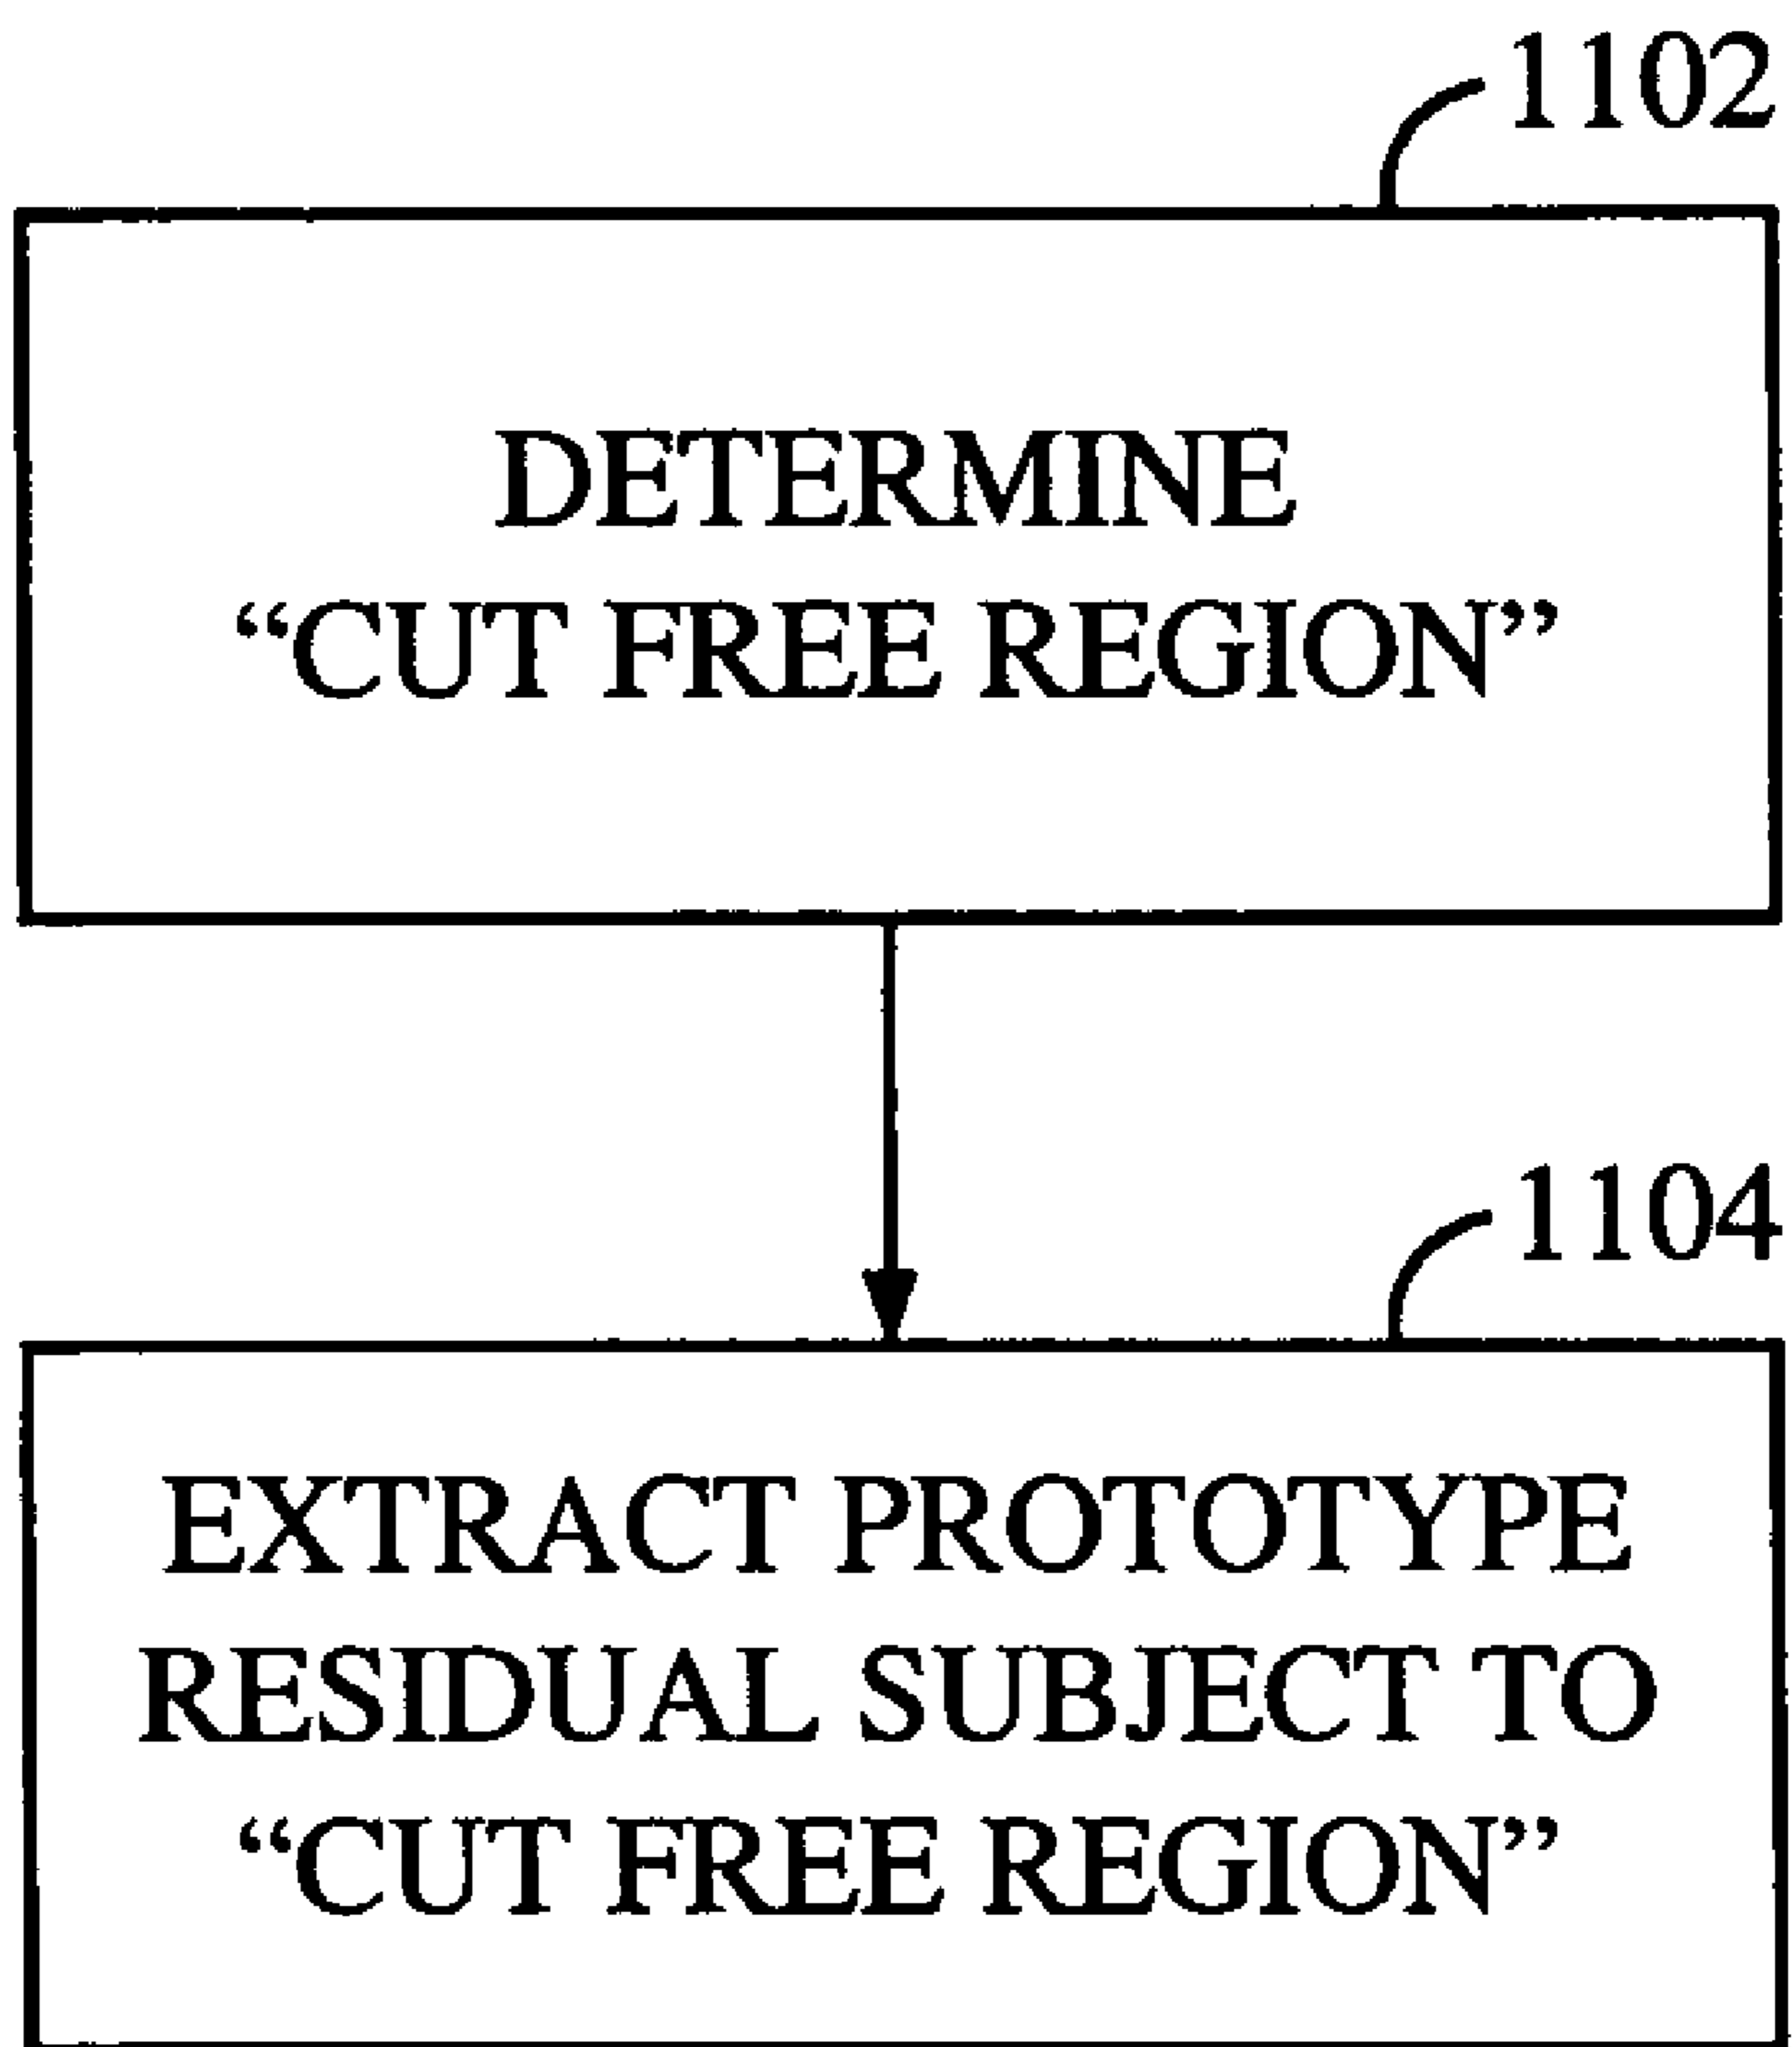 1102
DETERMINE
“CUT FREE REGION”
1104
EXTRACT PROTOTYPE
RESIDUAL SUBJECT TO
“CUT FREE REGION”